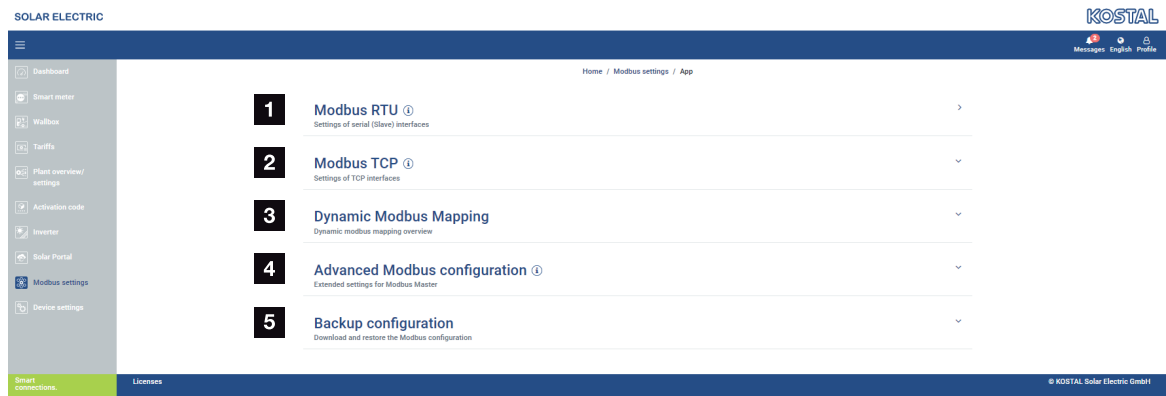 SOLAR ELECTRIC
KOSTAL
2
Messages English Profile
Dashboard
Smart meter
Wallbox
Tariffa
Plant overview/
settings
Activation code
Inverter
Solar Portal
Modbus settings
Device settings
Smart
connections.
Home / Modbus settings / App
1
Modbus RTU
Settings of serial (Slave) interfaces
2
Modbus TCP
Settings of TCP interfaces
3
Dynamic Modbus Mapping
Dynamic modbus mapping overview
4
Advanced Modbus configuration
Extended settings for Modbus Master
5
Backup configuration
Download and restore the Modbus configuration
Licenses
© KOSTAL Solar Electric GmbH